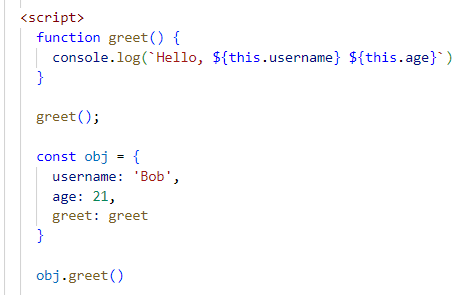 <script>
function greet() {
console.log(`Hello, ${this.username} ${this.age}`)
}
greet();
const obj = {
username: 'Bob',
age: 21,
greet: greet
}
obj.greet()